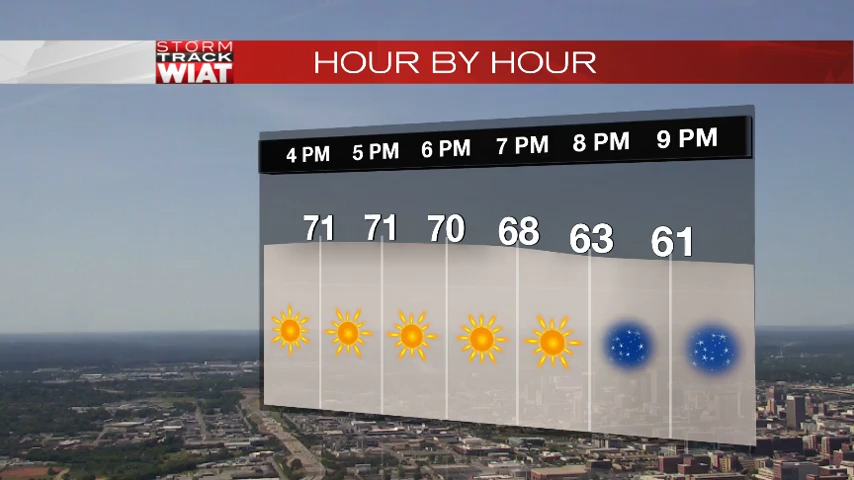 STORM
TRACK
WIAT
HOUR BY HOUR
4 PM 5 PM 6 PM 7 PM 8 PM 9 PM
71 71 70 68 63 61